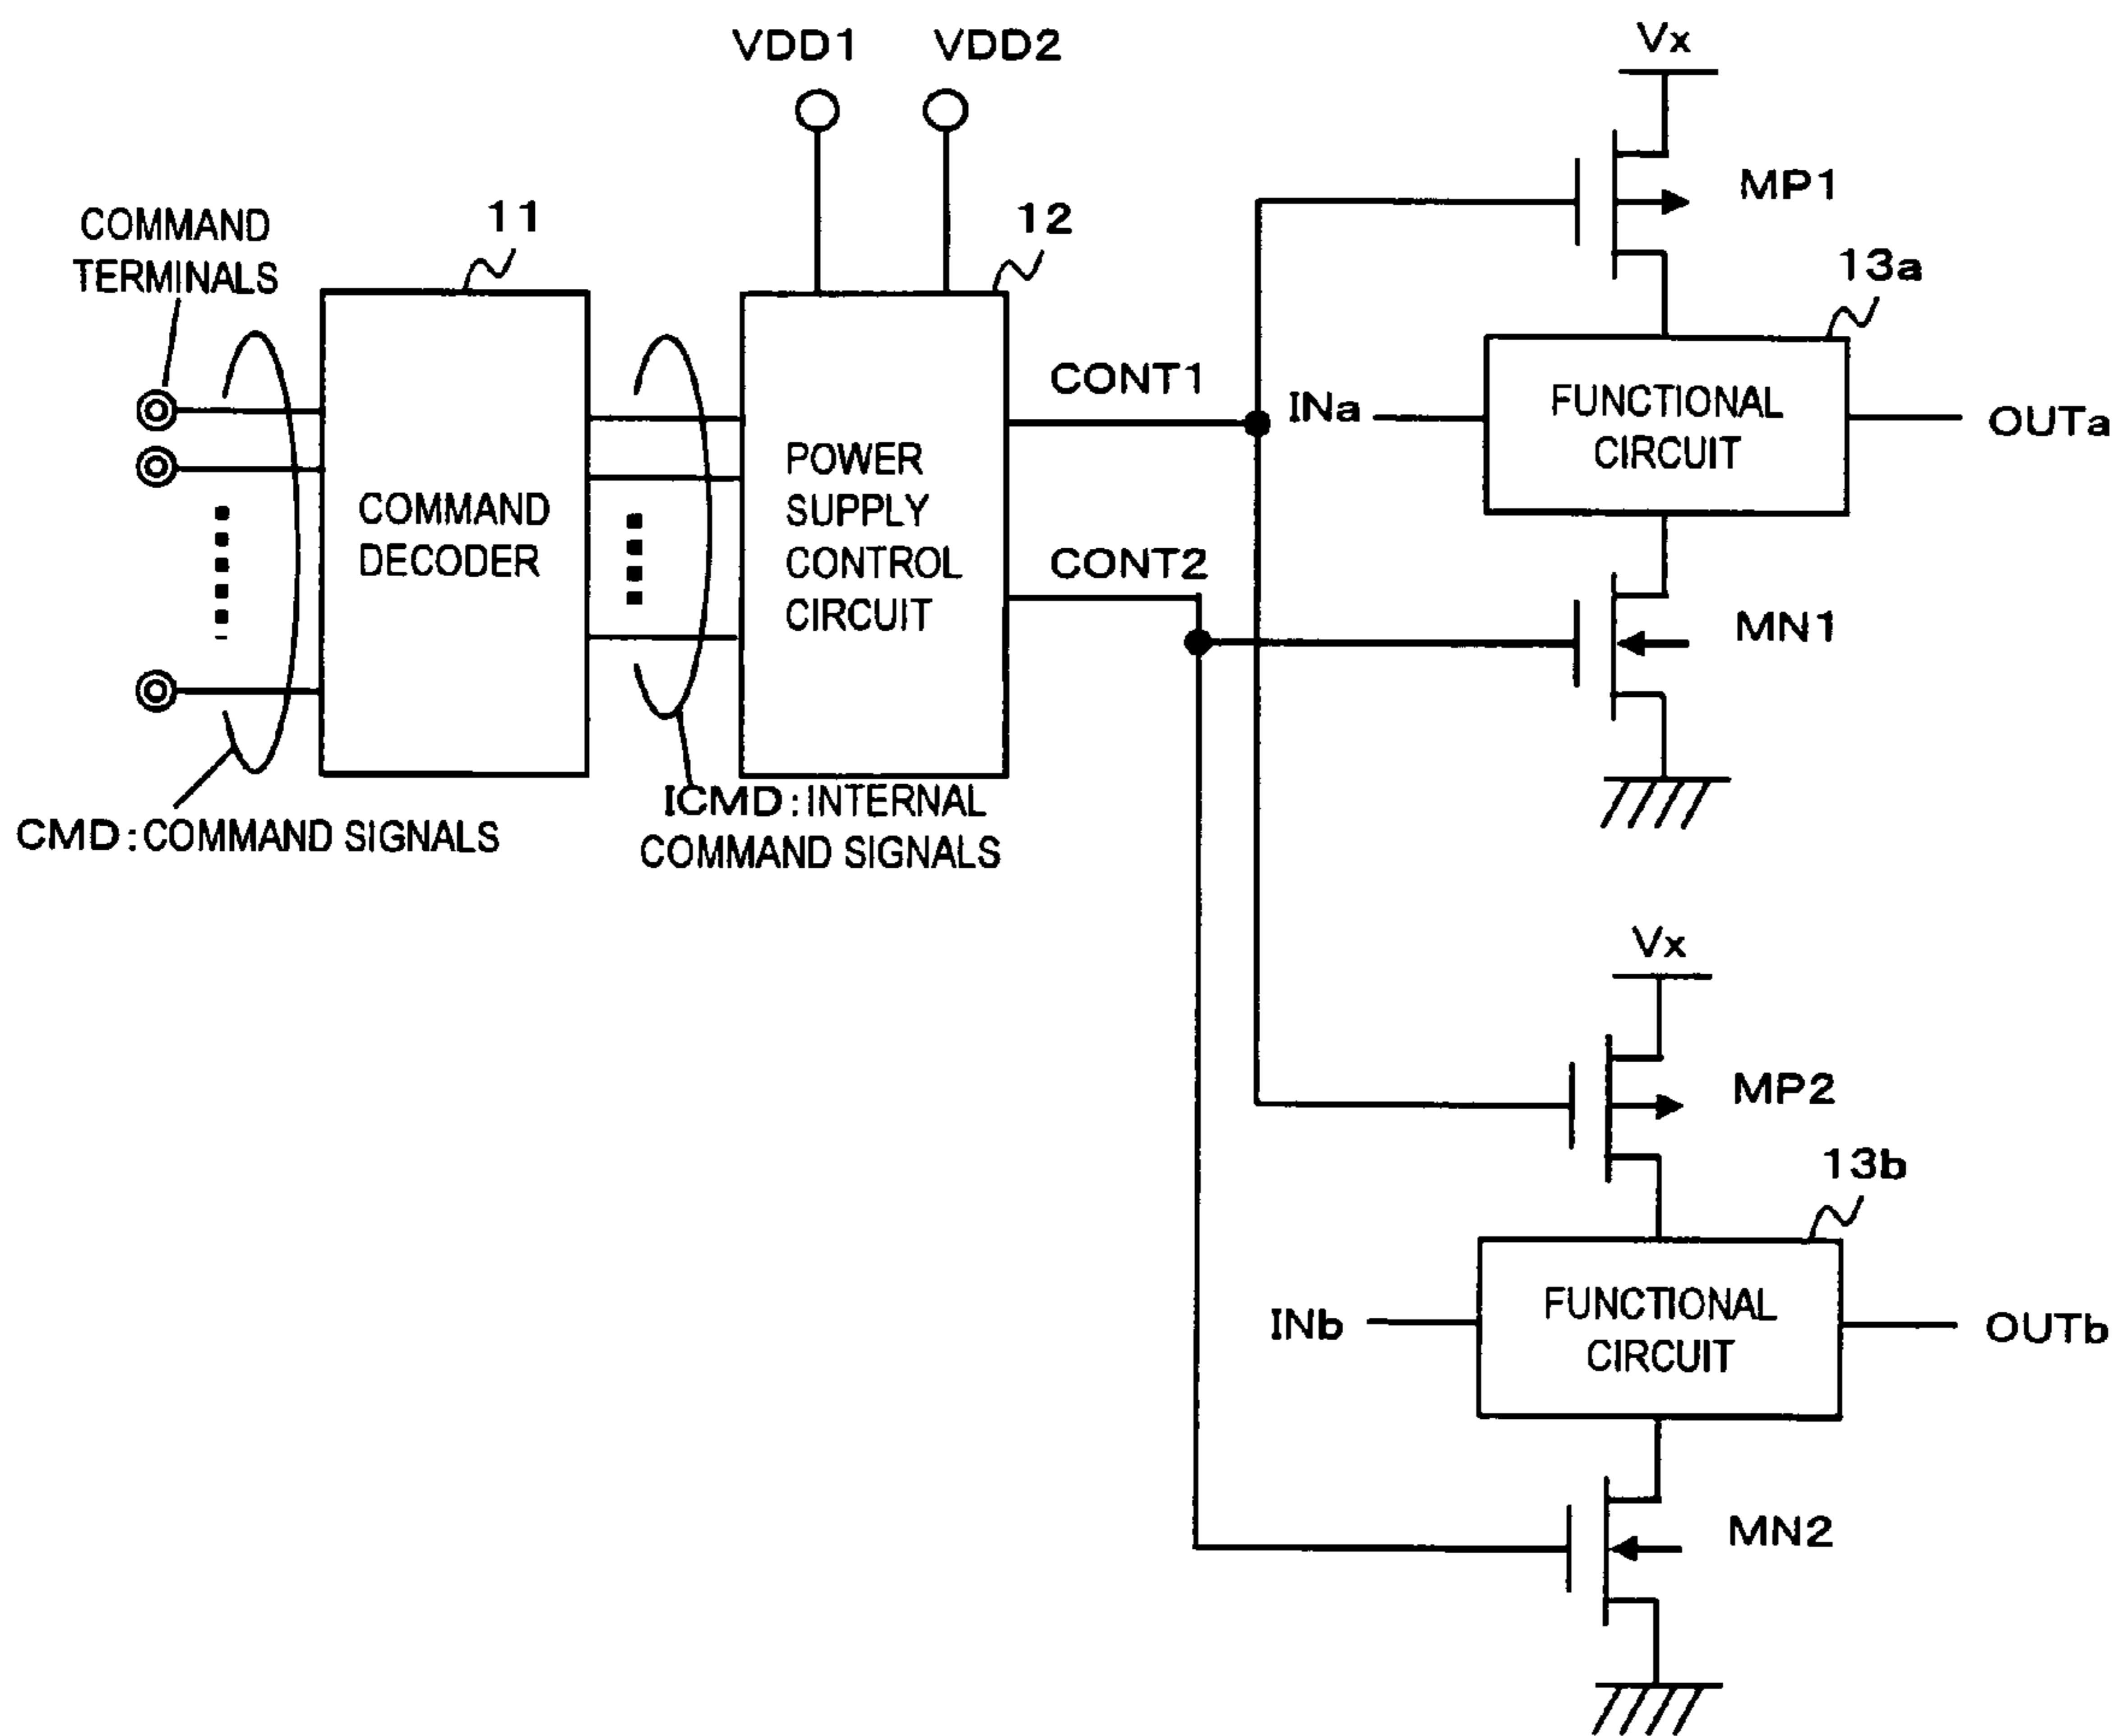 VDD1
VDD2
Vx
COMMAND
TERMINALS
11
12
MP1
13a
CONT1
INa
FUNCTIONAL
CIRCUIT
OUTa
COMMAND
DECODER
POWER
SUPPLY
CONTROL
CIRCUIT
CONT2
MN1
CMD:COMMAND SIGNALS
ICMD:INTERNAL
COMMAND SIGNALS
Vx
MP2
13b
INb
FUNCTIONAL
CIRCUIT
OUTb
MN2